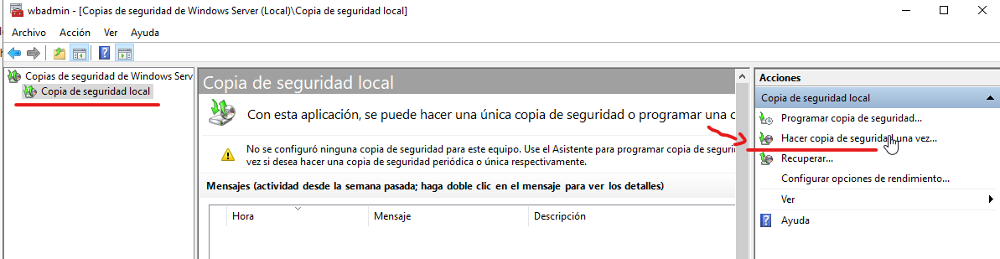 wbadmin - [Copias de seguridad de Windows Server (Local)\Copia de seguridad local]
Archivo Acción Ver Ayuda
Copias de seguridad de Windows Serv
Copia de seguridad local
Copia de seguridad local
Con esta aplicación, se puede hacer una única copia de seguridad o programar una c
No se configuró ninguna copia de seguridad para este equipo. Use el Asistente para programar copia de segurid
vez si desea hacer una copia de seguridad periódica o única respectivamente.
Mensajes (actividad desde la semana pasada; haga doble clic en el mensaje para ver los detalles)
Hora Mensaje Descripción
Acciones
Copia de seguridad local
Programar copia de seguridad...
Hacer copia de seguridad una vez...
Recuperar...
Configurar opciones de rendimiento...
Ver
Ayuda